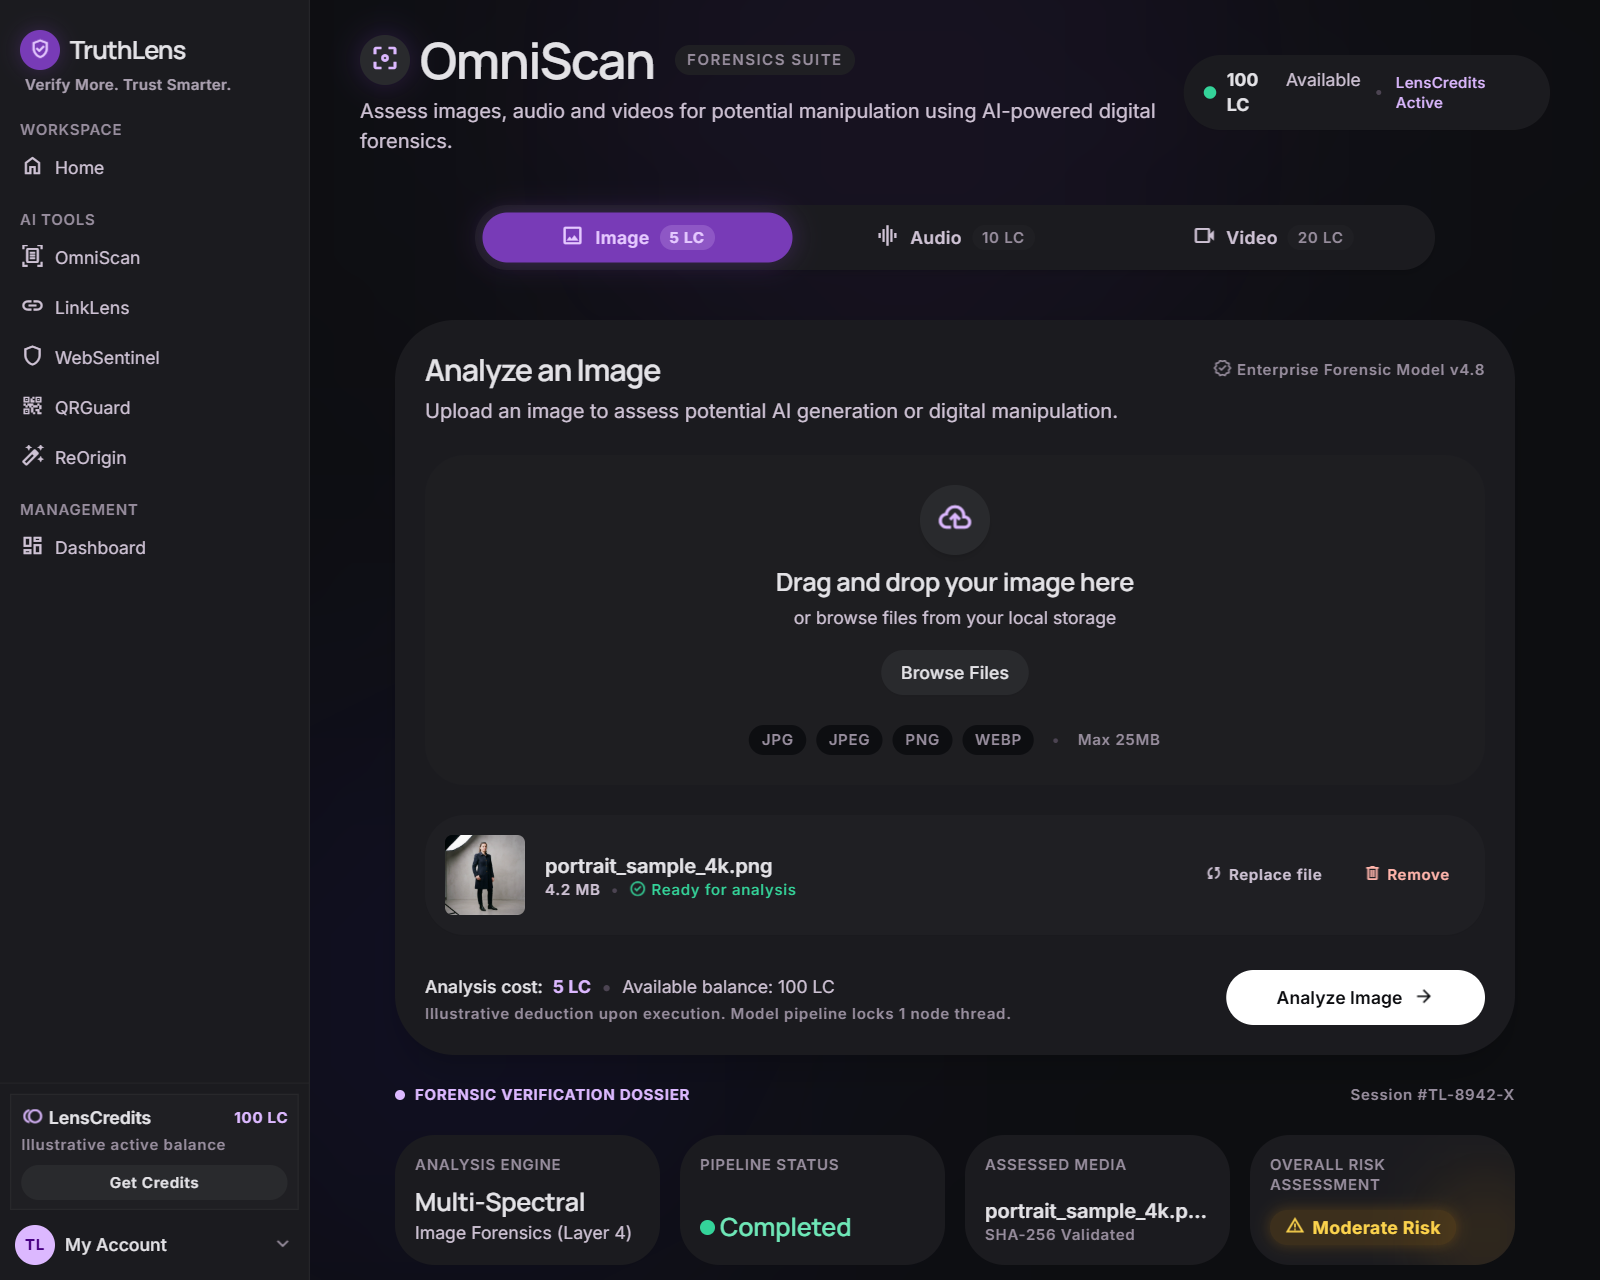 TruthLens
Verify More. Trust Smarter.
WORKSPACE
Home
AI TOOLS
OmniScan
LinkLens
WebSentinel
QRGuard
ReOrigin
MANAGEMENT
Dashboard
LensCredits 100 LC
Illustrative active balance
Get Credits
TL My Account
OmniScan FORENSICS SUITE
Assess images, audio and videos for potential manipulation using AI-powered digital
forensics.
100 LC Available • LensCredits Active
Image 5 LC Audio 10 LC Video 20 LC
Analyze an Image
Enterprise Forensic Model v4.8
Upload an image to assess potential AI generation or digital manipulation.
Drag and drop your image here
or browse files from your local storage
Browse Files
JPG JPEG PNG WEBP • Max 25MB
portrait_sample_4k.png
4.2 MB • Ready for analysis
Replace file Remove
Analysis cost: 5 LC • Available balance: 100 LC
Illustrative deduction upon execution. Model pipeline locks 1 node thread.
Analyze Image
FORENSIC VERIFICATION DOSSIER
Session #TL-8942-X
ANALYSIS ENGINE
Multi-Spectral
Image Forensics (Layer 4)
PIPELINE STATUS
Completed
ASSESSED MEDIA
portrait_sample_4k.p...
SHA-256 Validated
OVERALL RISK
ASSESSMENT
Moderate Risk